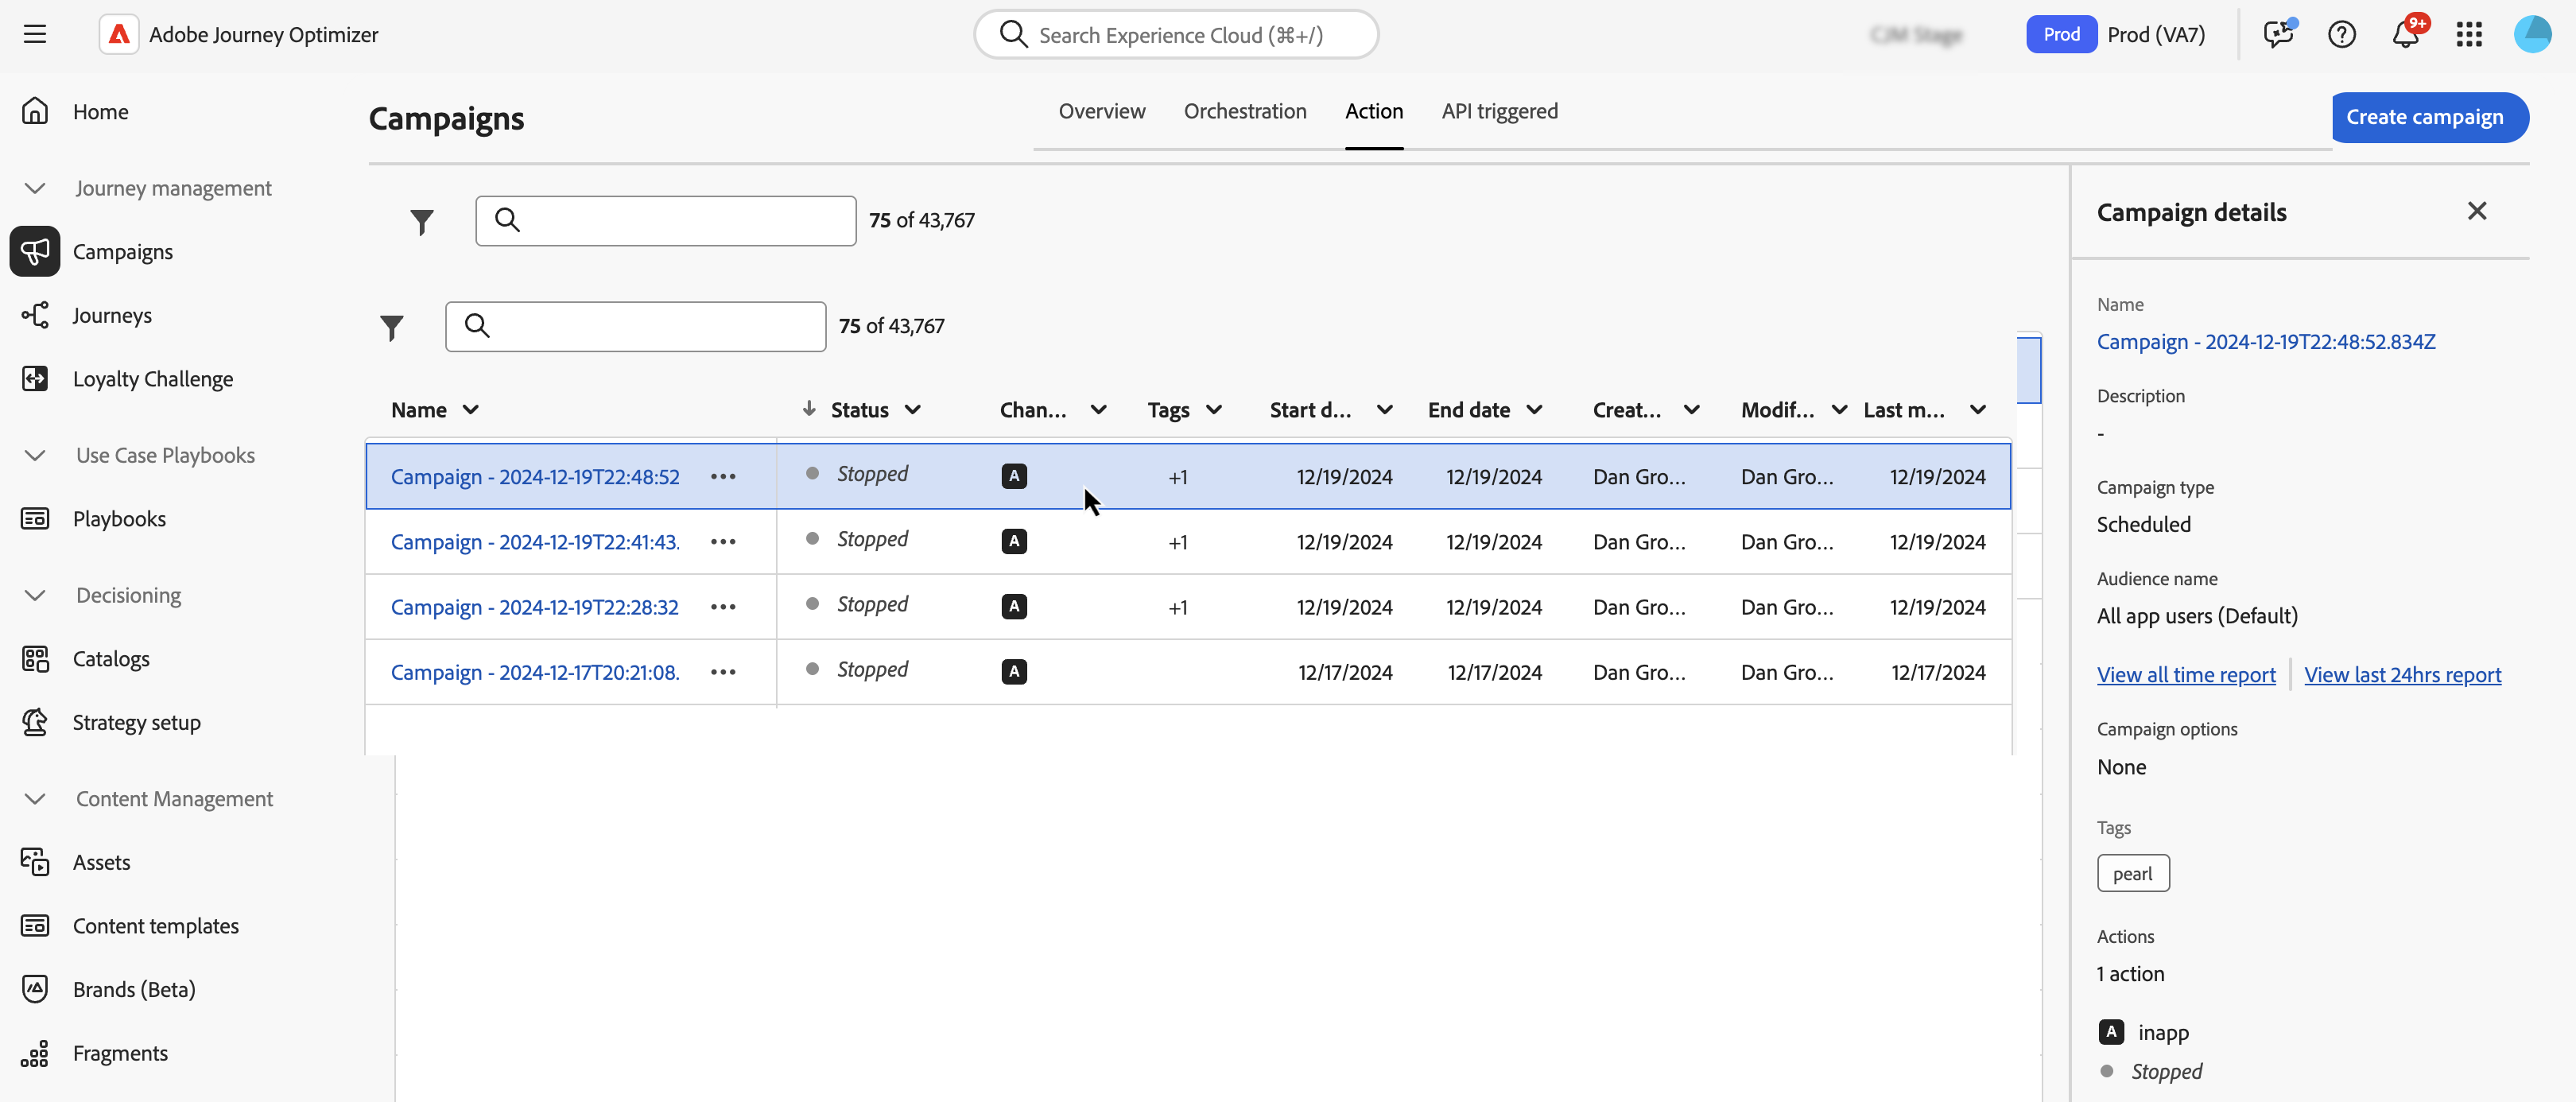 Adobe Journey Optimizer
Search Experience Cloud (⌘+/)
Prod Prod (VA7)
9+
Home
Journey management
Campaigns
Journeys
Loyalty Challenge
Use Case Playbooks
Playbooks
Decisioning
Catalogs
Strategy setup
Content Management
Assets
Content templates
Brands (Beta)
Fragments
Campaigns
Overview Orchestration Action API triggered
Create campaign
75 of 43,767
75 of 43,767
Name Status Chan... Tags Start d... End date Creat... Modif... Last m...
Campaign - 2024-12-19T22:48:52 ••• Stopped A +1 12/19/2024 12/19/2024 Dan Gro... Dan Gro... 12/19/2024
Campaign - 2024-12-19T22:41:43. ••• Stopped A +1 12/19/2024 12/19/2024 Dan Gro... Dan Gro... 12/19/2024
Campaign - 2024-12-19T22:28:32 ••• Stopped A +1 12/19/2024 12/19/2024 Dan Gro... Dan Gro... 12/19/2024
Campaign - 2024-12-17T20:21:08. ••• Stopped A 12/17/2024 12/17/2024 Dan Gro... Dan Gro... 12/17/2024
Campaign details
Name
Campaign - 2024-12-19T22:48:52.834Z
Description
-
Campaign type
Scheduled
Audience name
All app users (Default)
View all time report View last 24hrs report
Campaign options
None
Tags
pearl
Actions
1 action
A inapp
Stopped